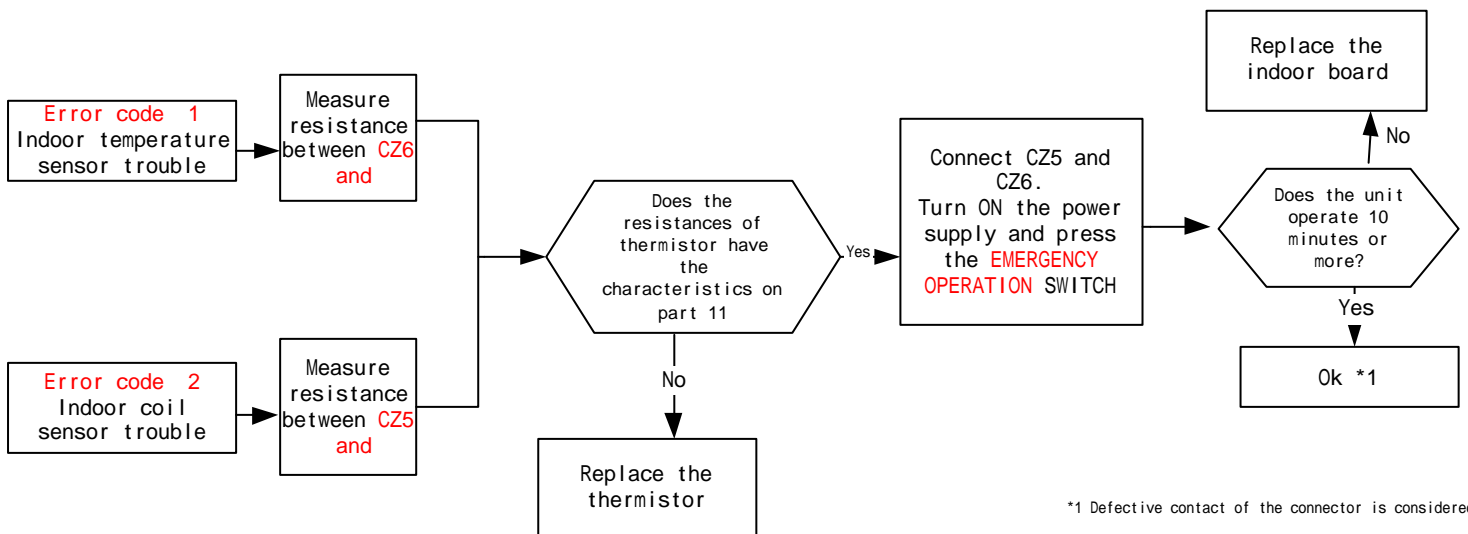 Error code 1
Indoor temperature
sensor trouble
Measure
resistance
between CZ6
and
Error code 2
Indoor coil
sensor trouble
Measure
resistance
between CZ5
and
Does the
resistances of
thermistor have
the
characteristics on
part 11
No
Replace the
thermistor
Yes
Connect CZ5 and
CZ6.
Turn ON the power
supply and press
the EMERGENCY
OPERATION SWITCH
Does the unit
operate 10
minutes or
more?
No
Replace the
indoor board
Yes
Ok *1
*1 Defective contact of the connector is considered